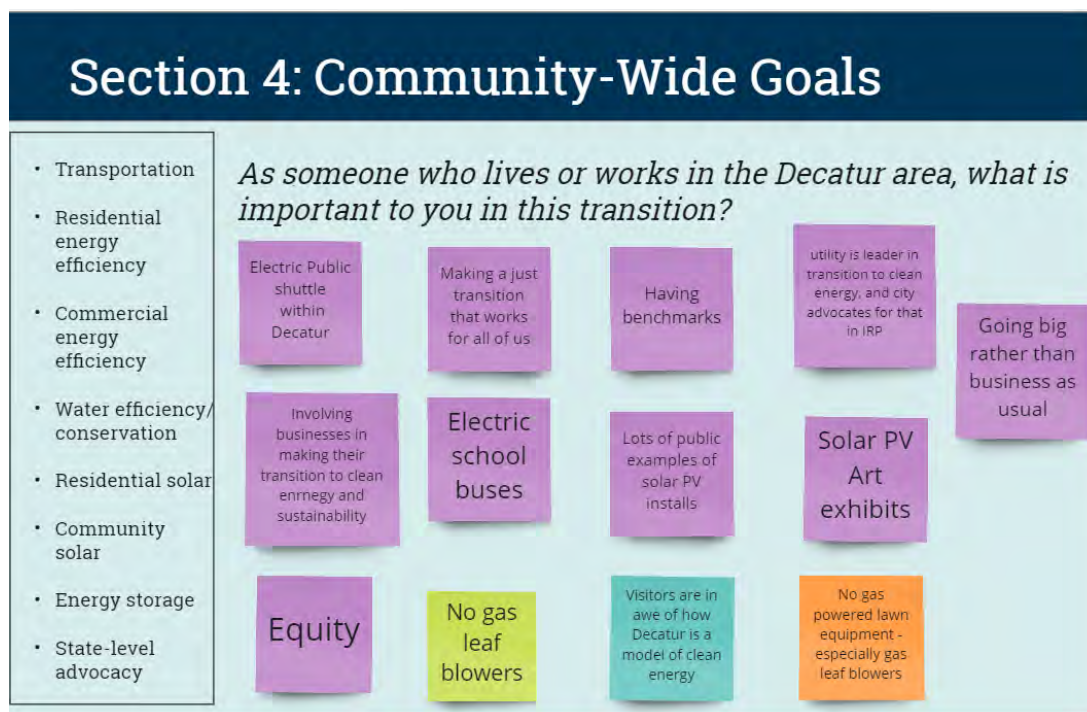 Section 4: Community-Wide Goals
• Transportation
• Residential
energy
efficiency
• Commercial
energy
efficiency
• Water efficiency/
conservation
• Residential solar
• Community
solar
• Energy storage
• State-level
advocacy
As someone who lives or works in the Decatur area, what is
important to you in this transition?
Electric Public
shuttle
within
Decatur
Making a just
transition
that works
for all of us
Having
benchmarks
utility is leader in
transition to clean
energy, and city
advocates for that
in IRP
Going big
rather than
business as
usual
Involving
businesses in
making their
transition to clean
enrnegy and
sustainability
Electric
school
buses
Lots of public
examples of
solar PV
installs
Solar PV
Art
exhibits
Equity
No gas
leaf
blowers
Visitors are in
awe of how
Decatur is a
model of clean
energy
No gas
powered lawn
equipment -
especially gas
leaf blowers